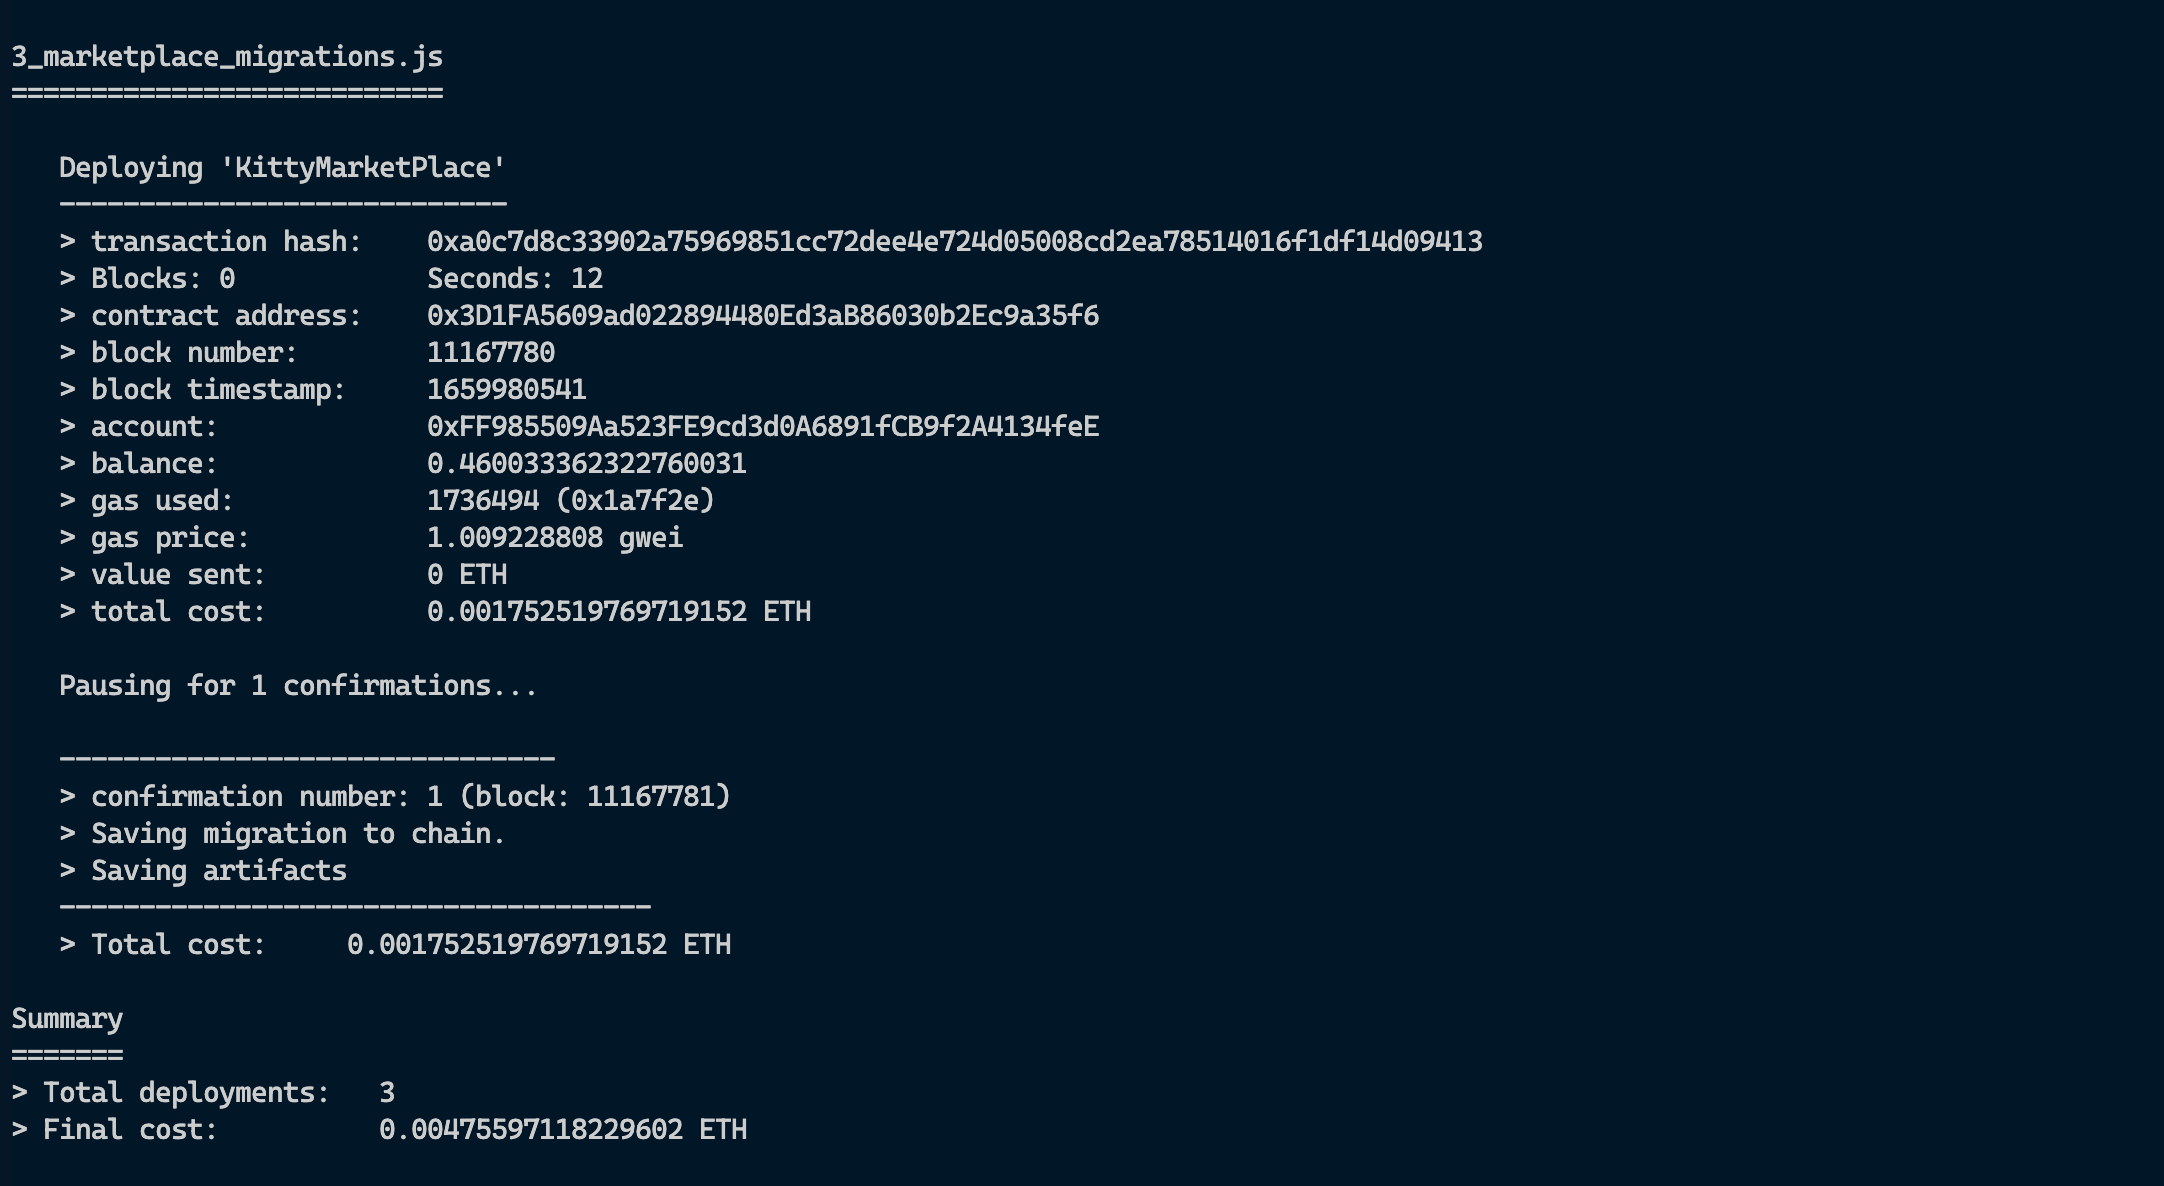 3_marketplace_migrations.js
===========================
Deploying 'KittyMarketPlace'
----------------------------
> transaction hash:    0xa0c7d8c33902a75969851cc72dee4e724d05008cd2ea78514016f1df14d09413
> Blocks: 0            Seconds: 12
> contract address:    0x3D1FA5609ad022894480Ed3aB86030b2Ec9a35f6
> block number:        11167780
> block timestamp:     1659980541
> account:             0xFF985509Aa523FE9cd3d0A6891fCB9f2A4134feE
> balance:             0.460033362322760031
> gas used:            1736494 (0x1a7f2e)
> gas price:           1.009228808 gwei
> value sent:          0 ETH
> total cost:          0.001752519769719152 ETH
Pausing for 1 confirmations...
-------------------------------
> confirmation number: 1 (block: 11167781)
> Saving migration to chain.
> Saving artifacts
-------------------------------------
> Total cost:     0.001752519769719152 ETH
Summary
=======
> Total deployments:   3
> Final cost:          0.00475597118229602 ETH